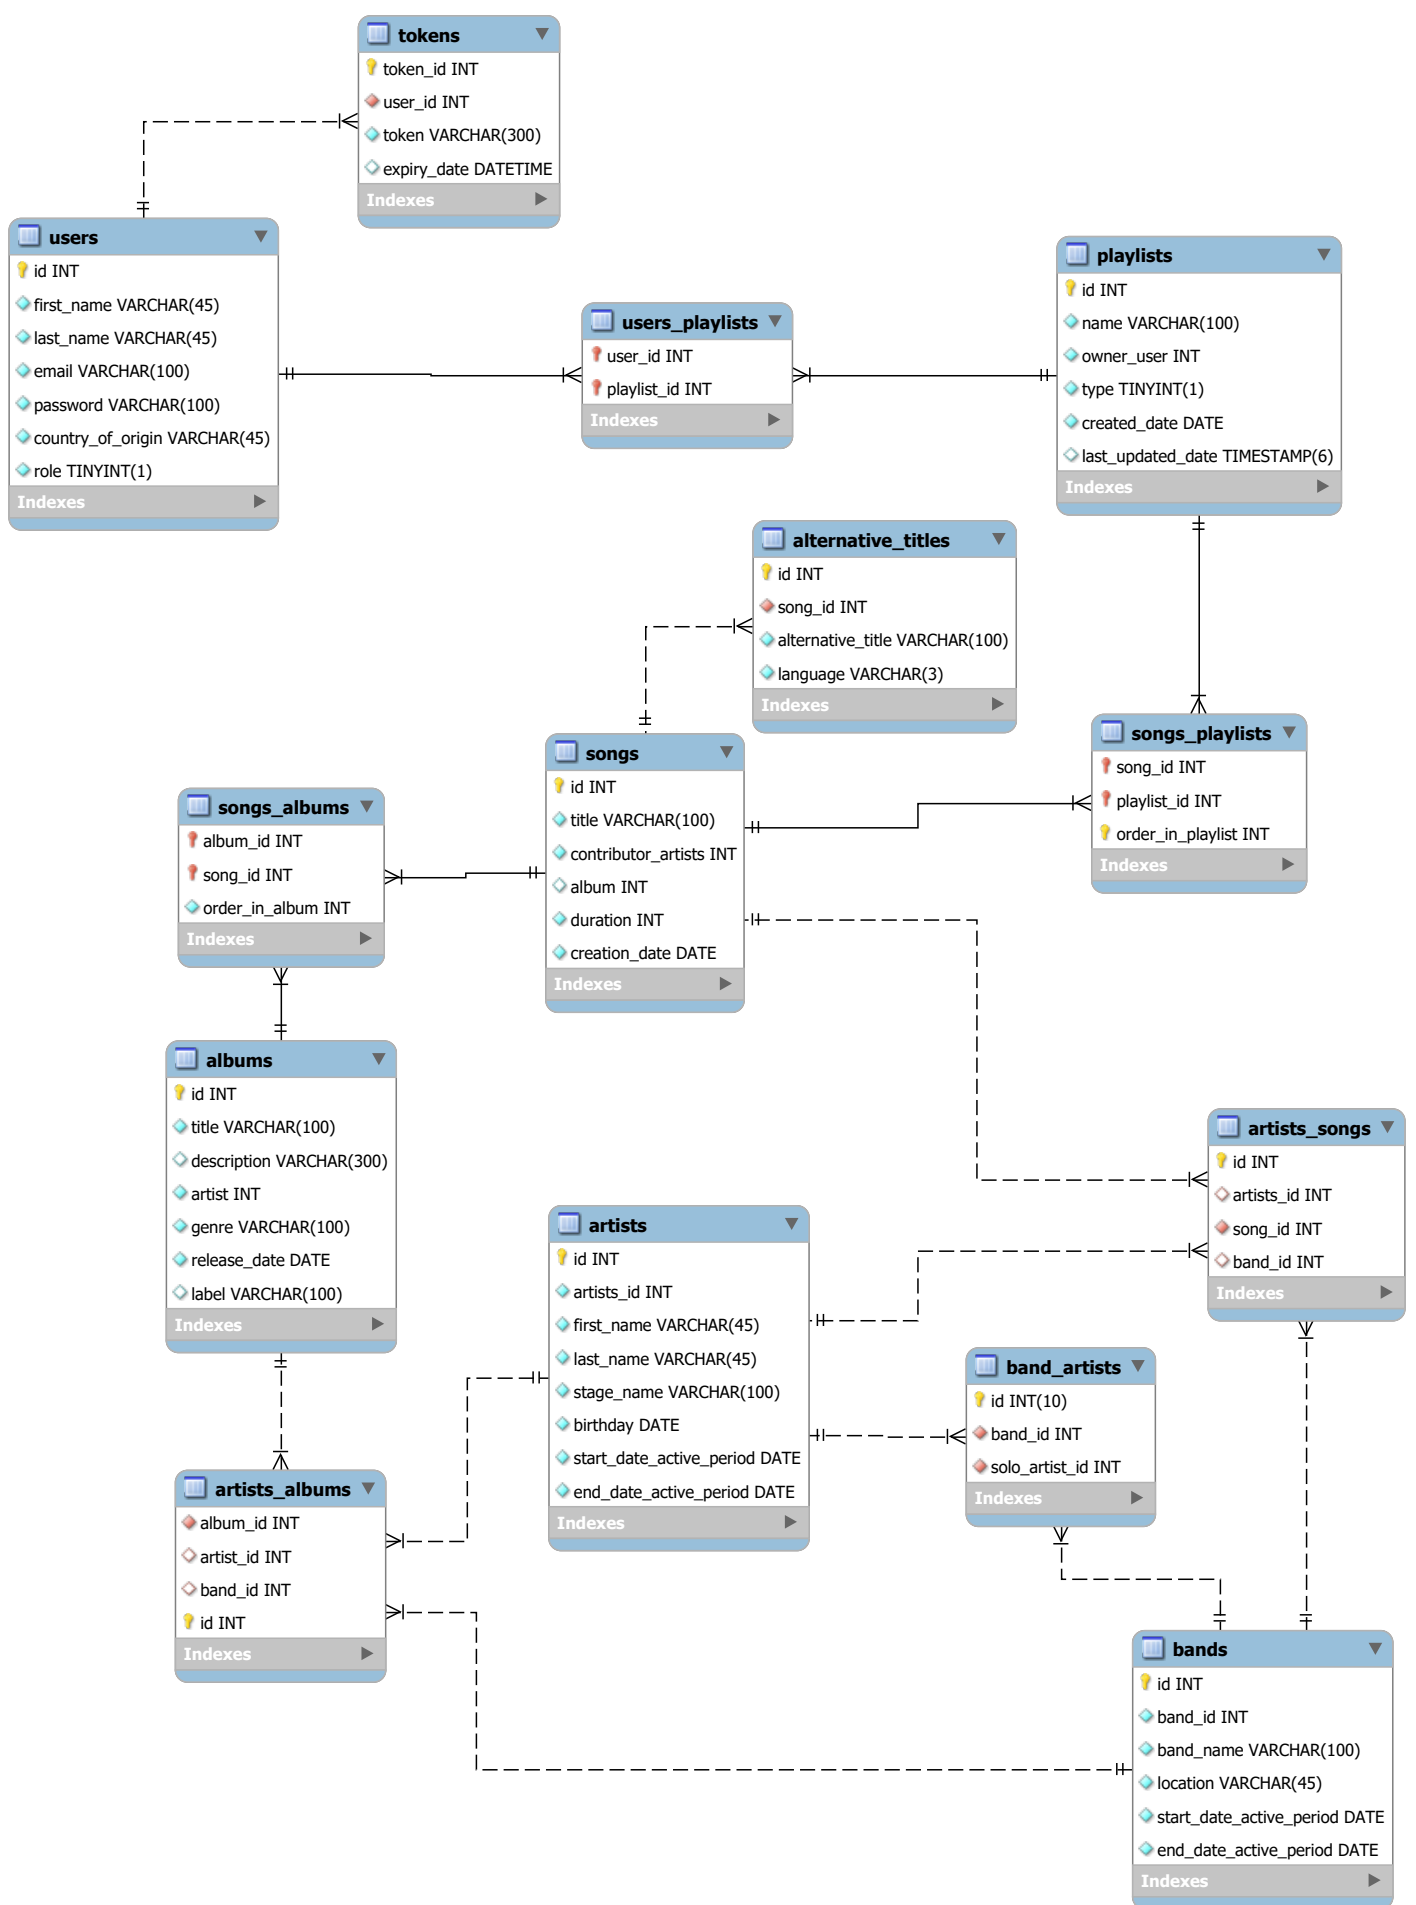 tokens
token_id INT
user_id INT
token VARCHAR(300)
expiry_date DATETIME
Indexes
users
id INT
first_name VARCHAR(45)
last_name VARCHAR(45)
email VARCHAR(100)
password VARCHAR(100)
country_of_origin VARCHAR(45)
role TINYINT(1)
Indexes
users_playlists
user_id INT
playlist_id INT
Indexes
playlists
id INT
name VARCHAR(100)
owner_user INT
type TINYINT(1)
created_date DATE
last_updated_date TIMESTAMP(6)
Indexes
alternative_titles
id INT
song_id INT
alternative_title VARCHAR(100)
language VARCHAR(3)
Indexes
songs_playlists
song_id INT
playlist_id INT
order_in_playlist INT
Indexes
songs
id INT
title VARCHAR(100)
contributor_artists INT
album INT
duration INT
creation_date DATE
Indexes
songs_albums
album_id INT
song_id INT
order_in_album INT
Indexes
albums
id INT
title VARCHAR(100)
description VARCHAR(300)
artist INT
genre VARCHAR(100)
release_date DATE
label VARCHAR(100)
Indexes
artists_songs
id INT
artists_id INT
song_id INT
band_id INT
Indexes
artists
id INT
artists_id INT
first_name VARCHAR(45)
last_name VARCHAR(45)
stage_name VARCHAR(100)
birthday DATE
start_date_active_period DATE
end_date_active_period DATE
Indexes
band_artists
id INT(10)
band_id INT
solo_artist_id INT
Indexes
artists_albums
album_id INT
artist_id INT
band_id INT
id INT
Indexes
bands
id INT
band_id INT
band_name VARCHAR(100)
location VARCHAR(45)
start_date_active_period DATE
end_date_active_period DATE
Indexes